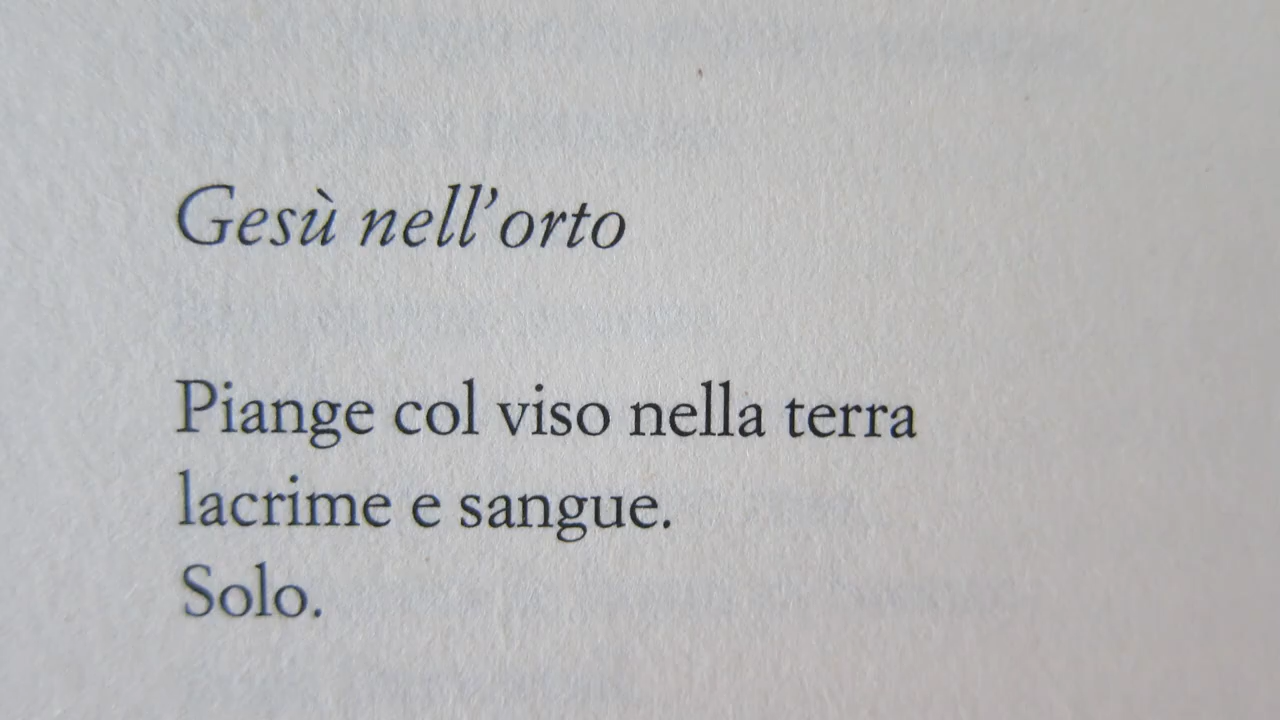 Gesù nell’orto
Piange col viso nella terra
lacrime e sangue.
Solo.